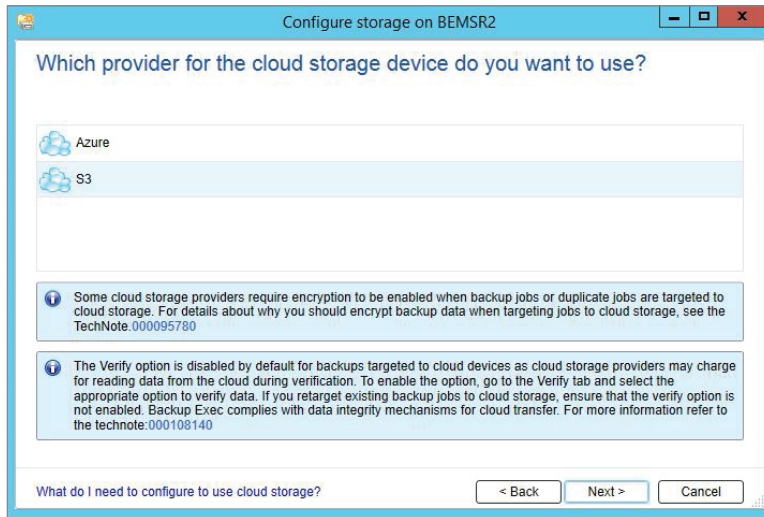 Configure storage on BEMSR2
Which provider for the cloud storage device do you want to use?
Azure
S3
Some cloud storage providers require encryption to be enabled when backup jobs or duplicate jobs are targeted to
cloud storage. For details about why you should encrypt backup data when targeting jobs to cloud storage, see the
TechNote.000095780
The Verify option is disabled by default for backups targeted to cloud devices as cloud storage providers may charge
for reading data from the cloud during verification. To enable the option, go to the Verify tab and select the
appropriate option to verify data. If you retarget existing backup jobs to cloud storage, ensure that the verify option is
not enabled. Backup Exec complies with data integrity mechanisms for cloud transfer. For more information refer to
the technote:000108140
What do I need to configure to use cloud storage?
< Back
Next >
Cancel